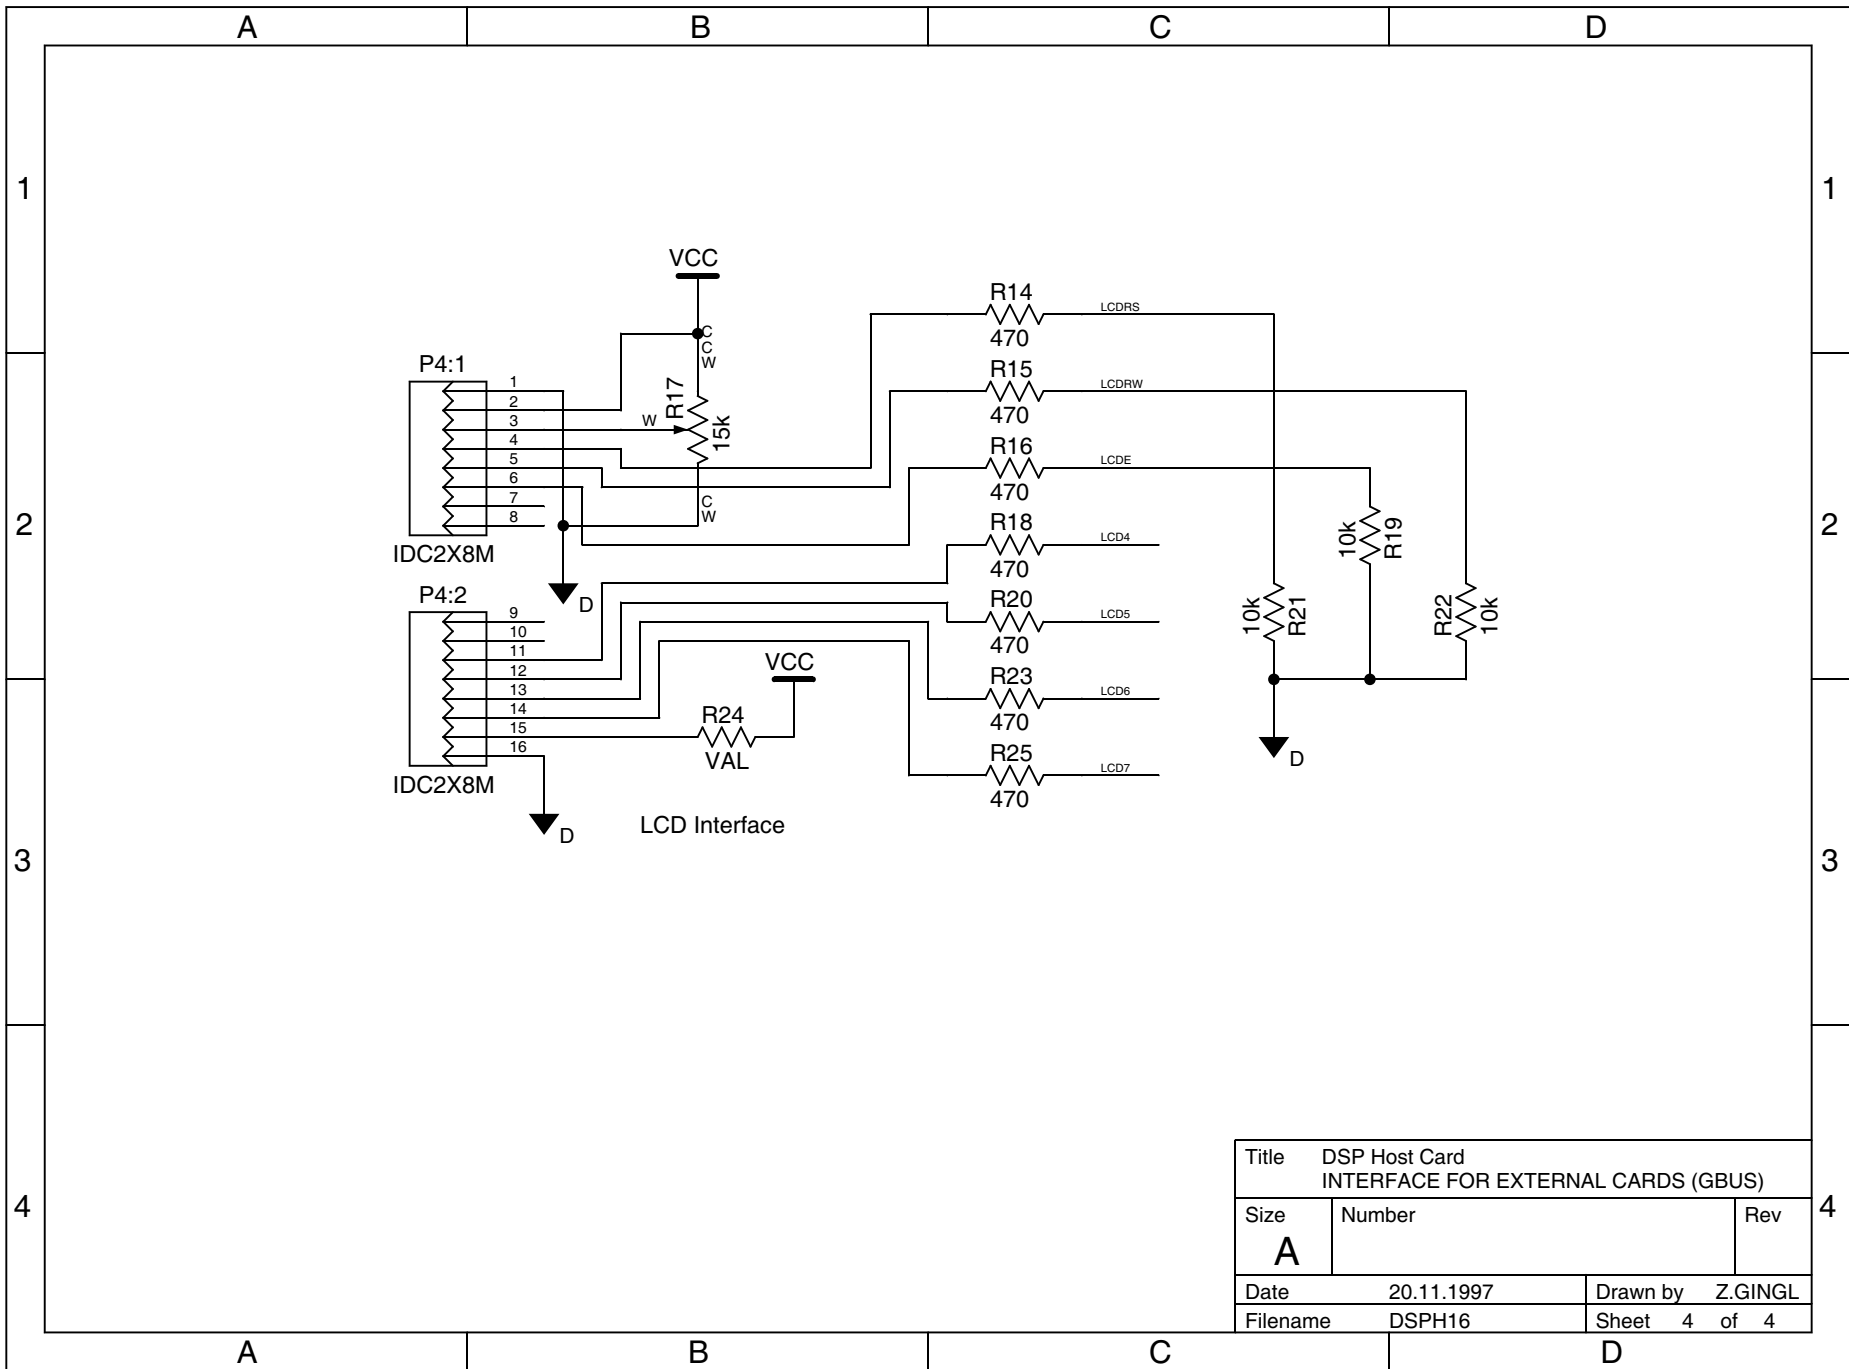 A B C D
1 1
VCC
C
C
W
R14
470
LCDRS
P4:1
1
2
3
4
5
6
7
8
IDC2X8M
W
R17
15k
C
W
D
R15
470
LCDRW
R16
470
LCDE
R18
470
LCD4
R20
470
LCD5
R23
470
LCD6
R25
470
LCD7
10k
R19
10k
R21
R22
10k
D
2 2
P4:2
9
10
11
12
13
14
15
16
IDC2X8M
VCC
R24
VAL
D
LCD Interface
3 3
4 4
Title DSP Host Card
INTERFACE FOR EXTERNAL CARDS (GBUS)
Size Number Rev
A
Date 20.11.1997 Drawn by Z.GINGL
Filename DSPH16 Sheet 4 of 4
A B C D